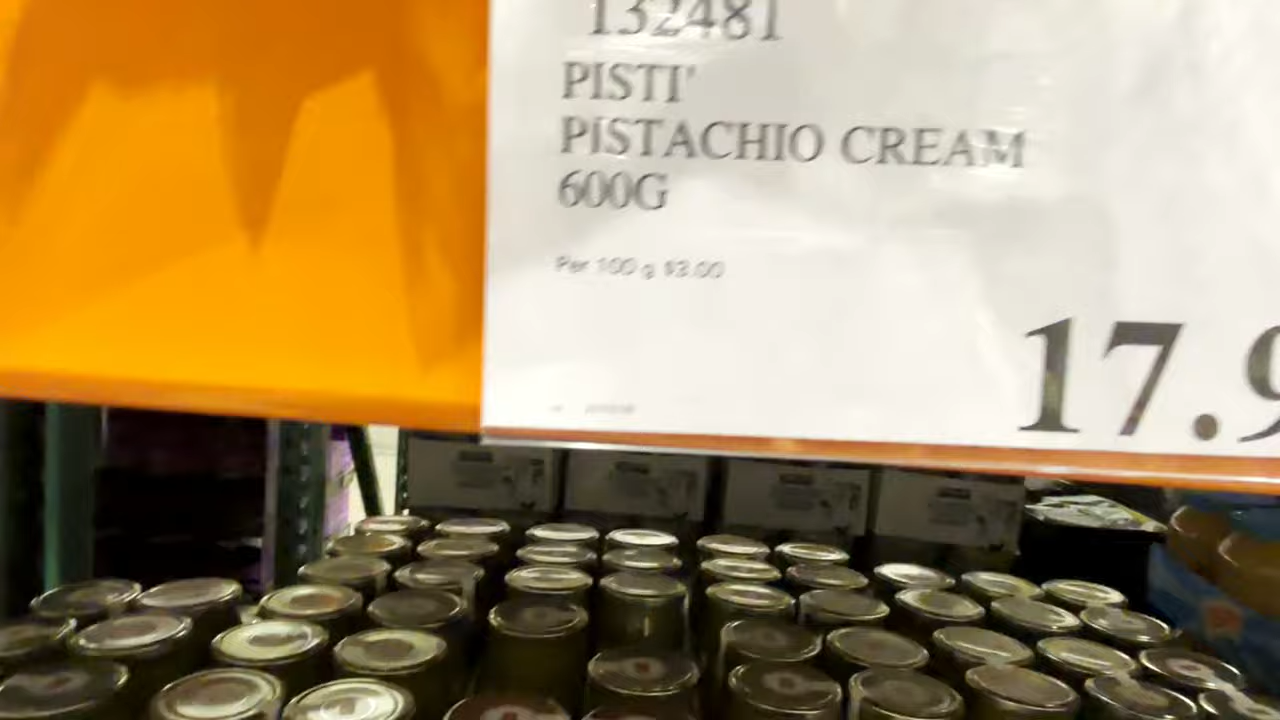 132481
PISTI'
PISTACHIO CREAM
600G
Per 100 g $3.00
17.9